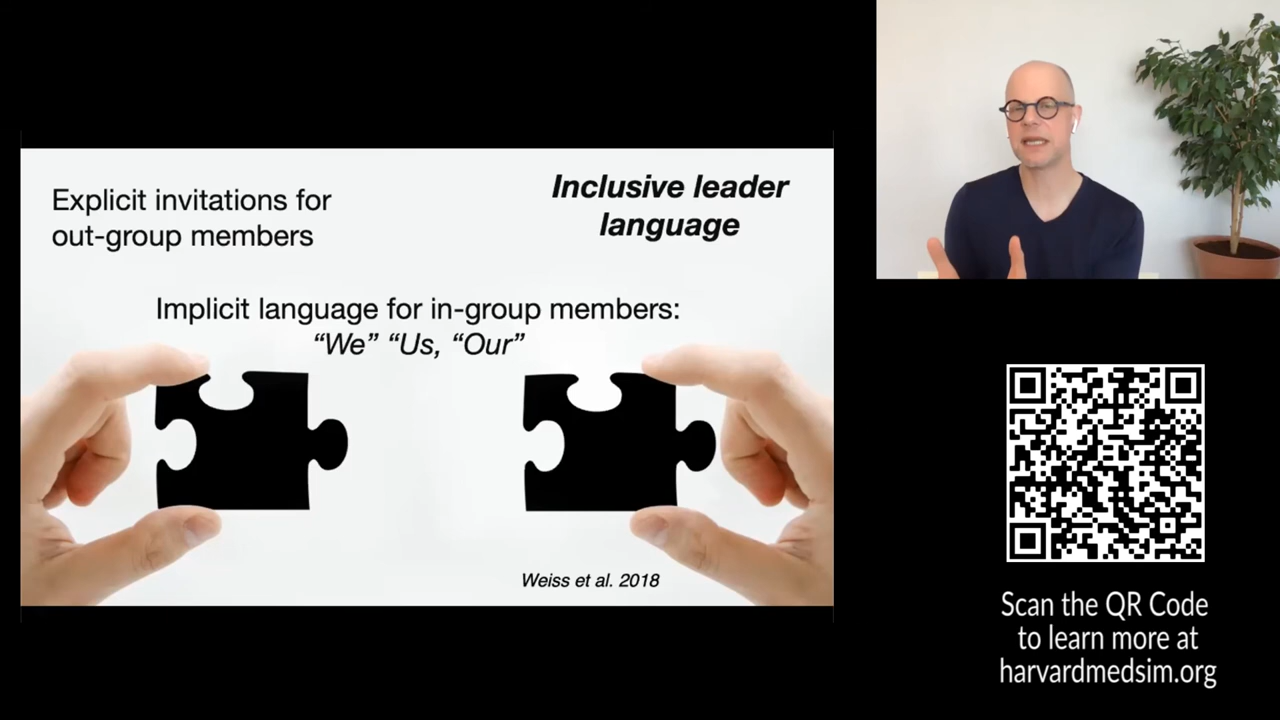 Explicit invitations for
out-group members
Inclusive leader
language
Implicit language for in-group members:
“We” “Us, “Our”
Weiss et al. 2018
Scan the QR Code
to learn more at
harvardmedsim.org